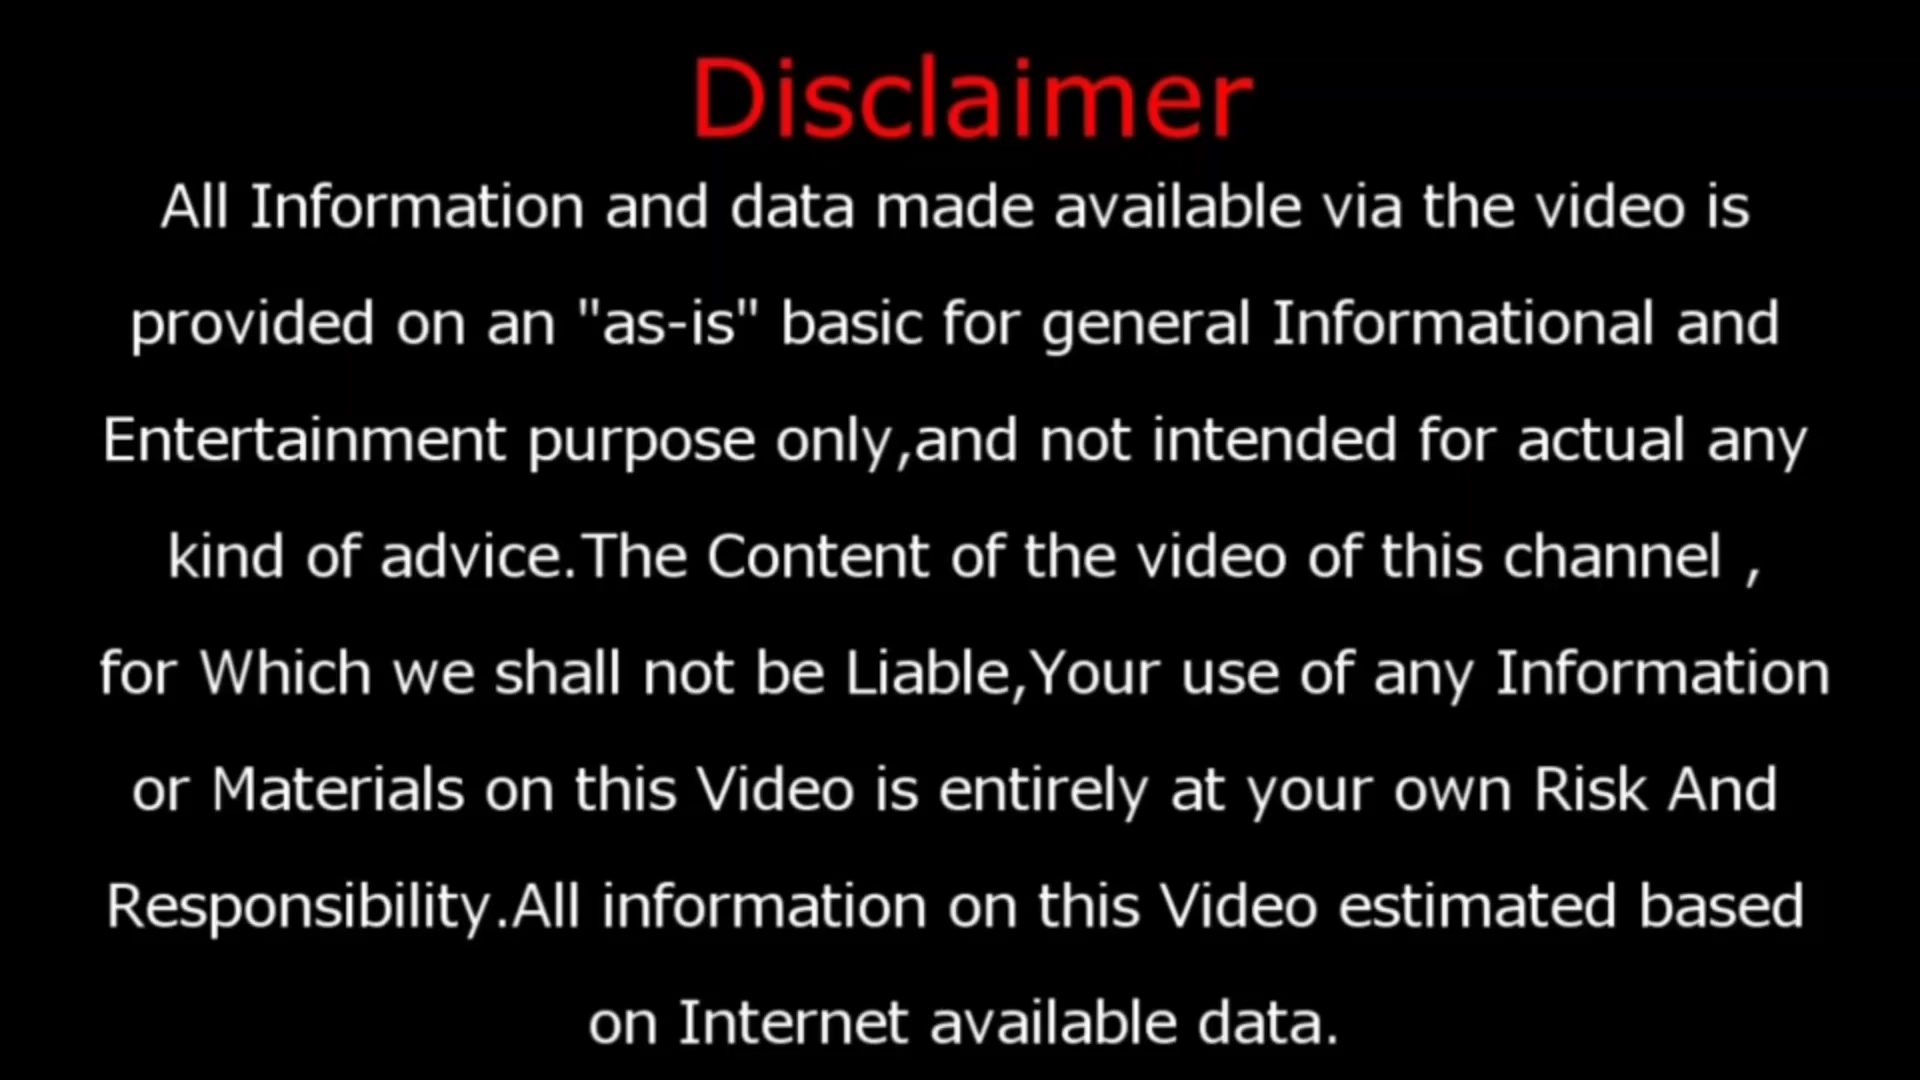 Disclaimer
All Information and data made available via the video is
provided on an "as-is" basic for general Informational and
Entertainment purpose only,and not intended for actual any
kind of advice.The Content of the video of this channel ,
for Which we shall not be Liable,Your use of any Information
or Materials on this Video is entirely at your own Risk And
Responsibility.All information on this Video estimated based
on Internet available data.